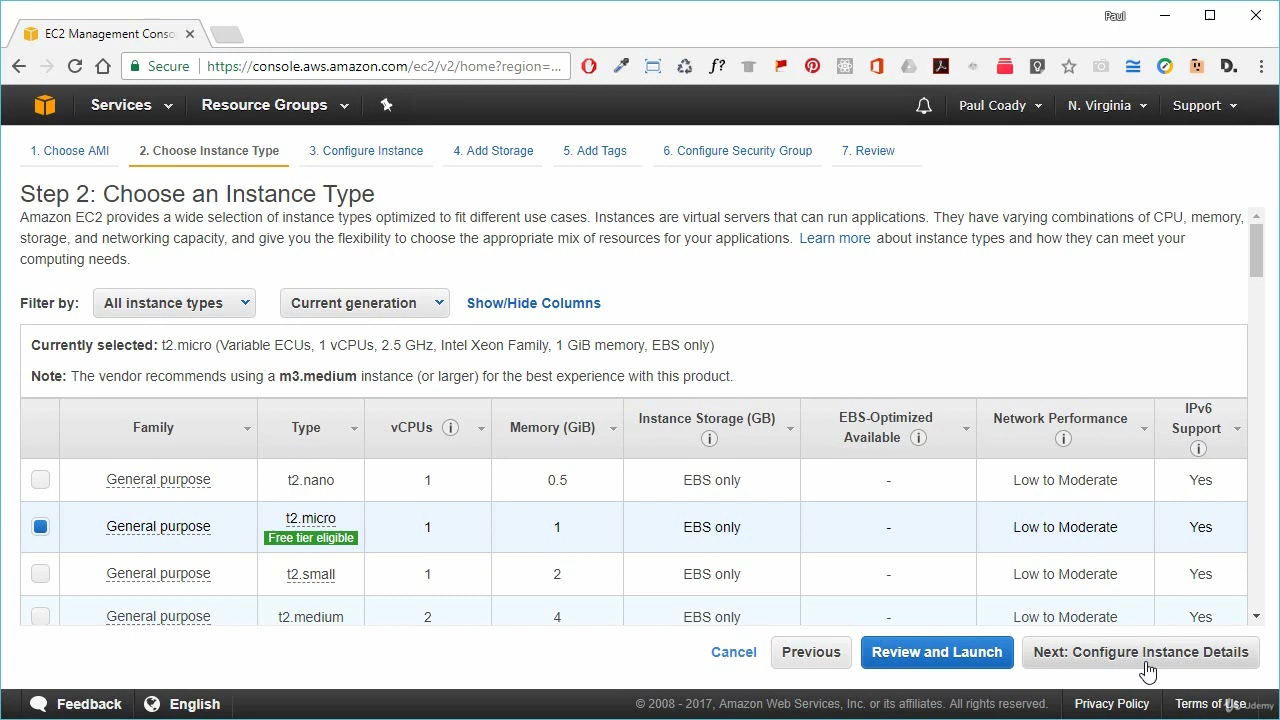 Paul
EC2 Management Conso
Secure
https://console.aws.amazon.com/ec2/v2/home?region=...
f?
D.
Services
Resource Groups
Paul Coady
N. Virginia
Support
1. Choose AMI
2. Choose Instance Type
3. Configure Instance
4. Add Storage
5. Add Tags
6. Configure Security Group
7. Review
Step 2: Choose an Instance Type
Amazon EC2 provides a wide selection of instance types optimized to fit different use cases. Instances are virtual servers that can run applications. They have varying combinations of CPU, memory,
storage, and networking capacity, and give you the flexibility to choose the appropriate mix of resources for your applications. Learn more about instance types and how they can meet your
computing needs.
Filter by: All instance types Current generation Show/Hide Columns
Currently selected: t2.micro (Variable ECUs, 1 vCPUs, 2.5 GHz, Intel Xeon Family, 1 GiB memory, EBS only)
Note: The vendor recommends using a m3.medium instance (or larger) for the best experience with this product.
Family
Type
vCPUs
Memory (GiB)
Instance Storage (GB)
EBS-Optimized
Available
Network Performance
IPv6
Support
General purpose t2.nano 1 0.5 EBS only - Low to Moderate Yes
General purpose t2.micro 1 1 EBS only - Low to Moderate Yes
Free tier eligible
General purpose t2.small 1 2 EBS only - Low to Moderate Yes
General purpose t2.medium 2 4 EBS only - Low to Moderate Yes
Cancel
Previous
Review and Launch
Next: Configure Instance Details
Feedback
English
© 2008 - 2017, Amazon Web Services, Inc. or its affiliates. All rights reserved.
Privacy Policy
Terms of Use
Udemy